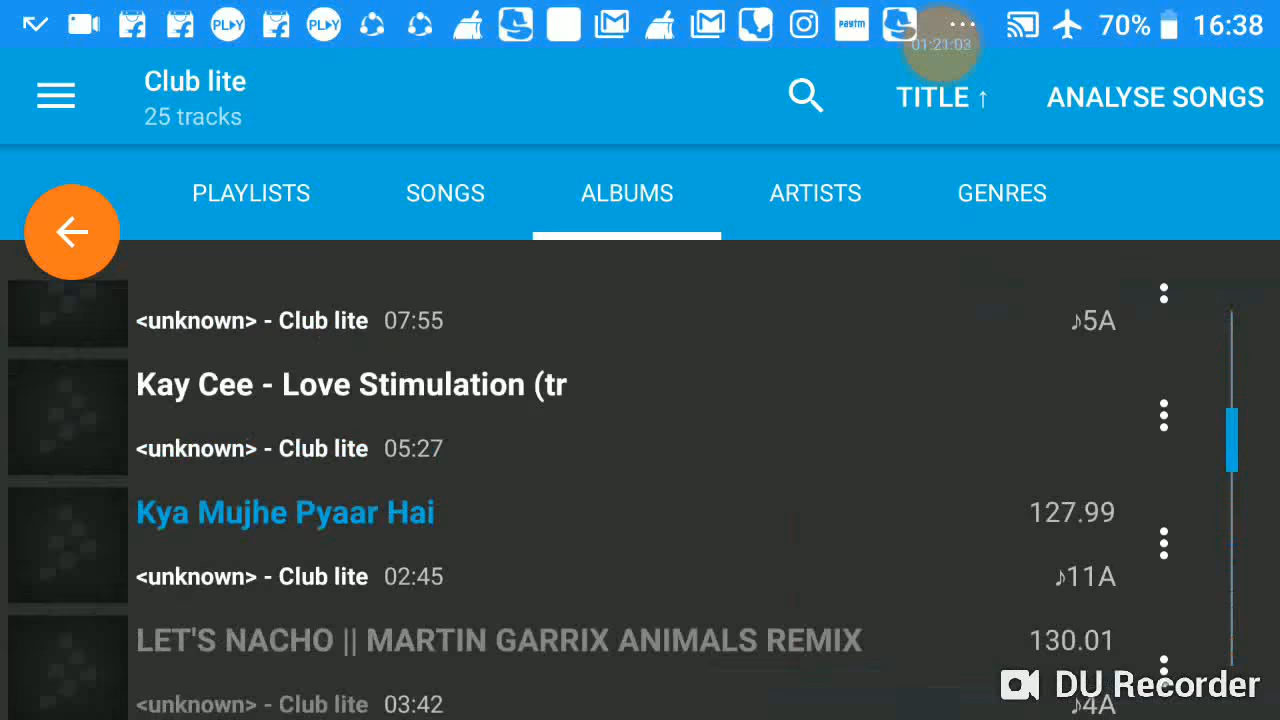 PLAY PLAY paytm 70% 16:38
01:21:03
Club lite
25 tracks
TITLE ↑ ANALYSE SONGS
PLAYLISTS SONGS ALBUMS ARTISTS GENRES
<unknown> - Club lite 07:55 ♪5A
Kay Cee - Love Stimulation (tr
<unknown> - Club lite 05:27
Kya Mujhe Pyaar Hai 127.99
<unknown> - Club lite 02:45 ♪11A
LET'S NACHO || MARTIN GARRIX ANIMALS REMIX 130.01
DU Recorder
<unknown> - Club lite 03:42 ♪4A